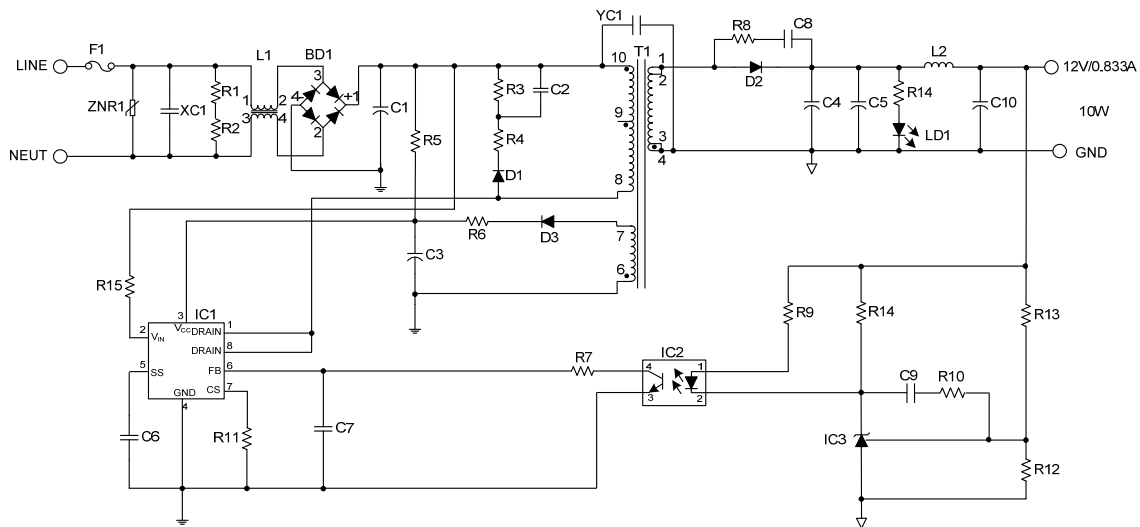 YC1
R8
C8
F1
L1
BD1
T1
L2
LINE
10
1
12V/0.833A
3
2
D2
ZNR1
XC1
R1
1
2
4
+1
C1
R3
C2
C4
C5
R14
C10
10W
R2
3
4
2
R5
R4
9
LD1
3
NEUT
4
GND
D1
8
R6
D3
7
C3
6
R15
3
IC1
2
VIN
VCC
DRAIN
1
DRAIN
8
5
SS
FB
6
CS
7
GND
4
R7
IC2
4
1
3
2
R9
R14
R13
C9
R10
C6
R11
C7
IC3
R12